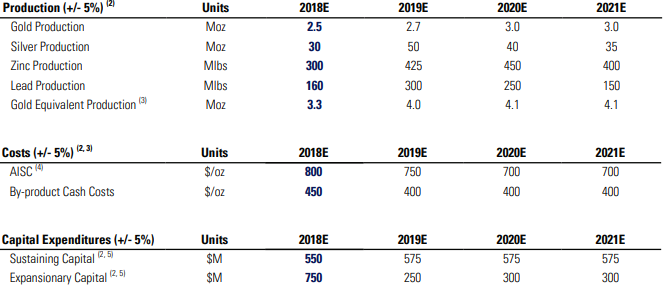 Production (+/- 5%) (2) Units 2018E 2019E 2020E 2021E
Gold Production Moz 2.5 2.7 3.0 3.0
Silver Production Moz 30 50 40 35
Zinc Production Mlbs 300 425 450 400
Lead Production Mlbs 160 300 250 150
Gold Equivalent Production (3) Moz 3.3 4.0 4.1 4.1
Costs (+/- 5%) (2, 3) Units 2018E 2019E 2020E 2021E
AISC (4) $/oz 800 750 700 700
By-product Cash Costs $/oz 450 400 400 400
Capital Expenditures (+/- 5%) Units 2018E 2019E 2020E 2021E
Sustaining Capital (2, 5) $M 550 575 575 575
Expansionary Capital (2, 5) $M 750 250 300 300